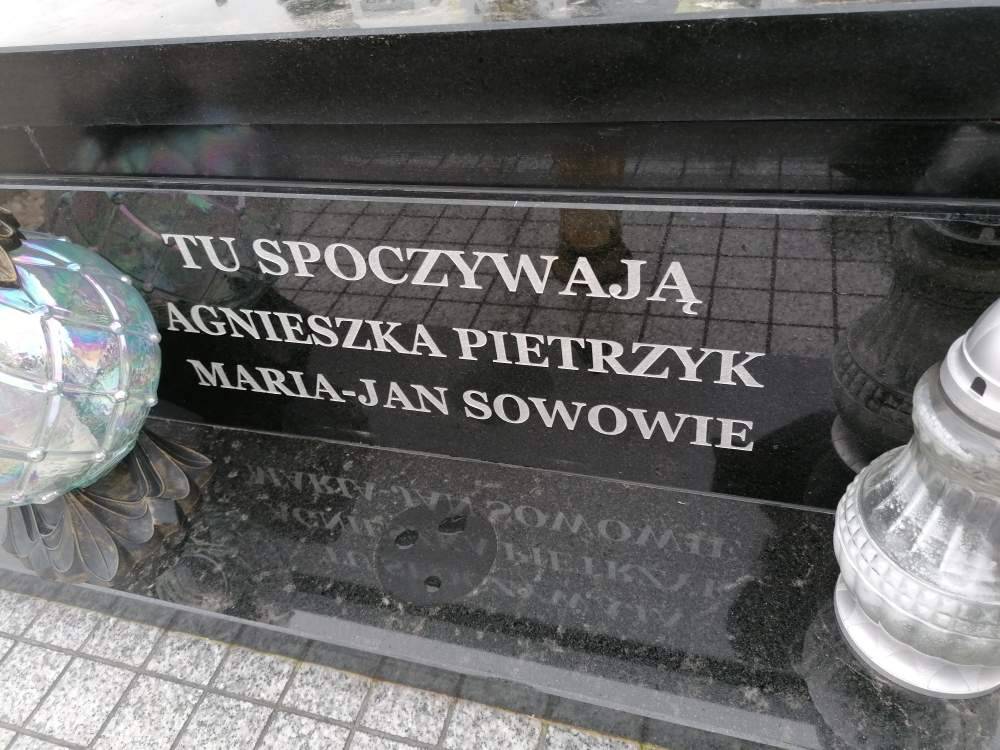 TU SPOCZYWAJĄ
AGNIESZKA PIETRZYK
MARIA-JAN SOWOWIE